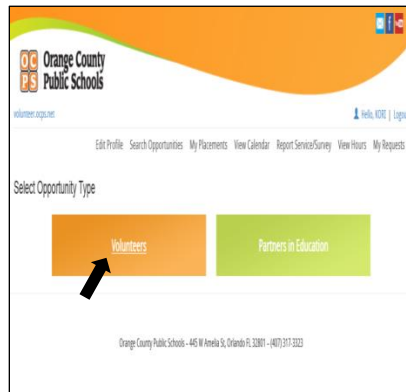 Orange County
OC
PS
Public Schools
volunteer.ocps.net
Hello, KORI | Logou
Edit Profile Search Opportunities My Placements View Calendar Report Service/Survey View Hours My Requests
Select Opportunity Type
Volunteers
Partners in Education
Orange County Public Schools – 445 W Amelia St, Orlando FL 32801 – (407) 317-3323